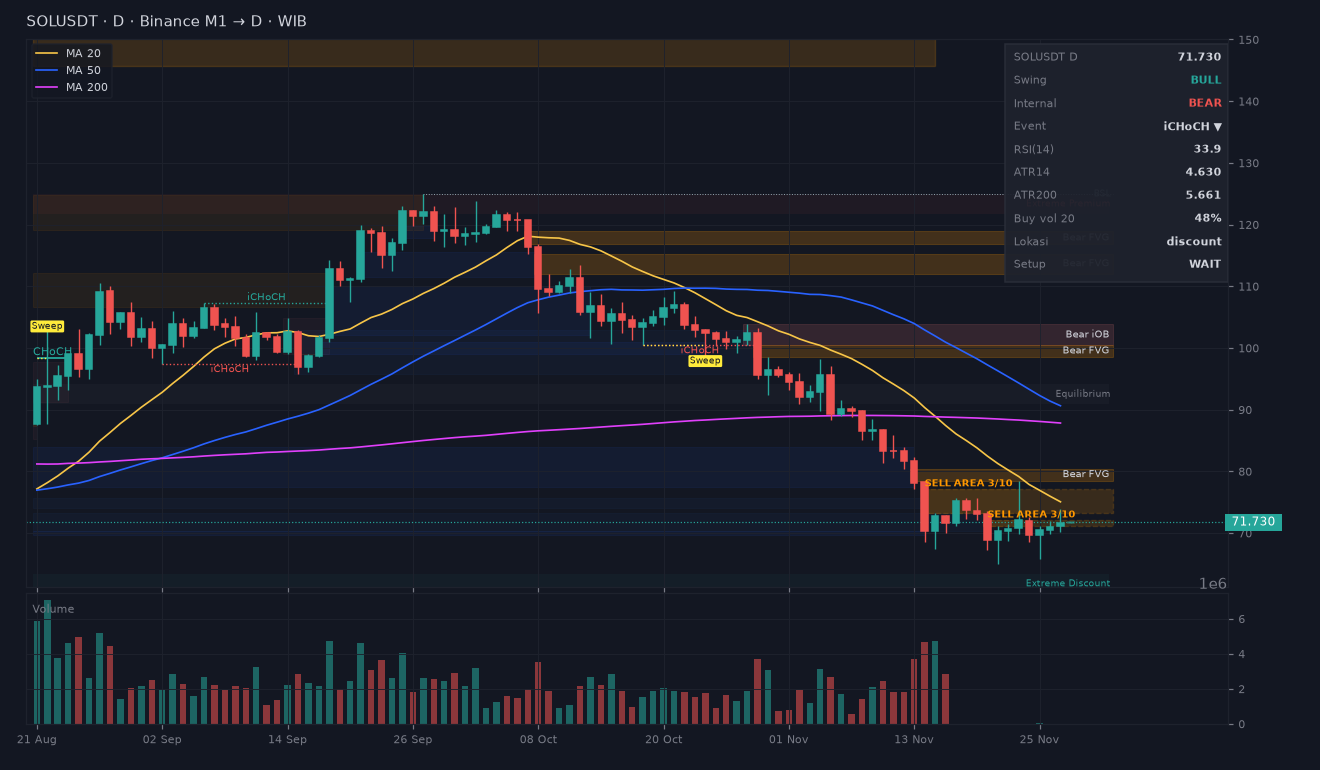 SOLUSDT · D · Binance M1 → D · WIB
MA 20
MA 50
MA 200
SOLUSDT D 71.730
Swing BULL
Internal BEAR
Event iCHoCH ▼
RSI(14) 33.9
ATR14 4.630
ATR200 5.661
Buy vol 20 48%
Lokasi discount
Setup WAIT
150
140
130
120
110
100
90
80
70
71.730
Bear FVG
Bear FVG
iCHoCH
Sweep
CHoCH
iCHoCH
iCHoCH
Sweep
Bear iOB
Bear FVG
Equilibrium
Bear FVG
SELL AREA 3/10
SELL AREA 3/10
Extreme Discount
1e6
Volume
6
4
2
0
21 Aug
02 Sep
14 Sep
26 Sep
08 Oct
20 Oct
01 Nov
13 Nov
25 Nov